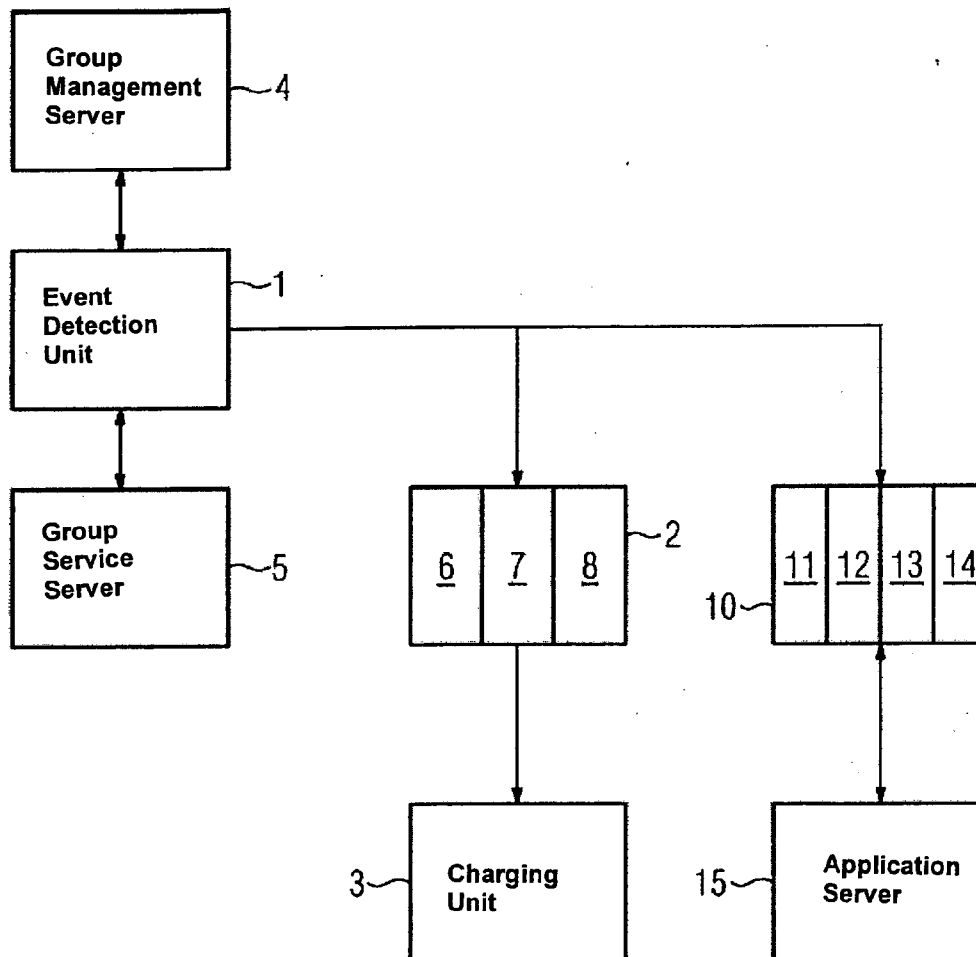 Group
Management
Server
4
Event
Detection
Unit
1
Group
Service
Server
5
6 7 8
2
11 12 13 14
10
Charging
Unit
3
Application
Server
15